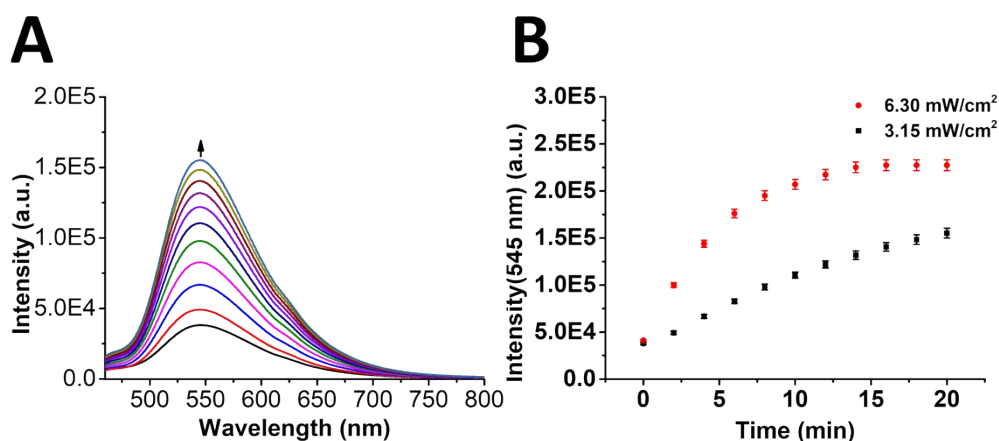 A
Intensity (a.u.)
2.0E5
1.5E5
1.0E5
5.0E4
0.0
500 550 600 650 700 750 800
Wavelength (nm)
B
Intensity(545 nm) (a.u.)
3.0E5
2.5E5
2.0E5
1.5E5
1.0E5
5.0E4
0.0
6.30 mW/cm²
3.15 mW/cm²
0 5 10 15 20
Time (min)